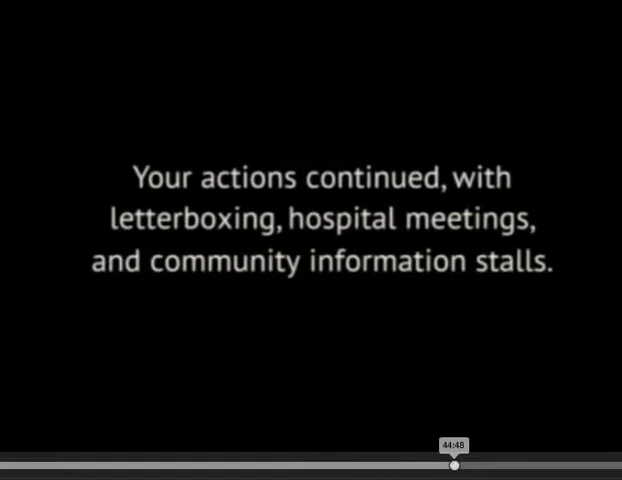 Your actions continued, with
letterboxing, hospital meetings,
and community information stalls.
44:48